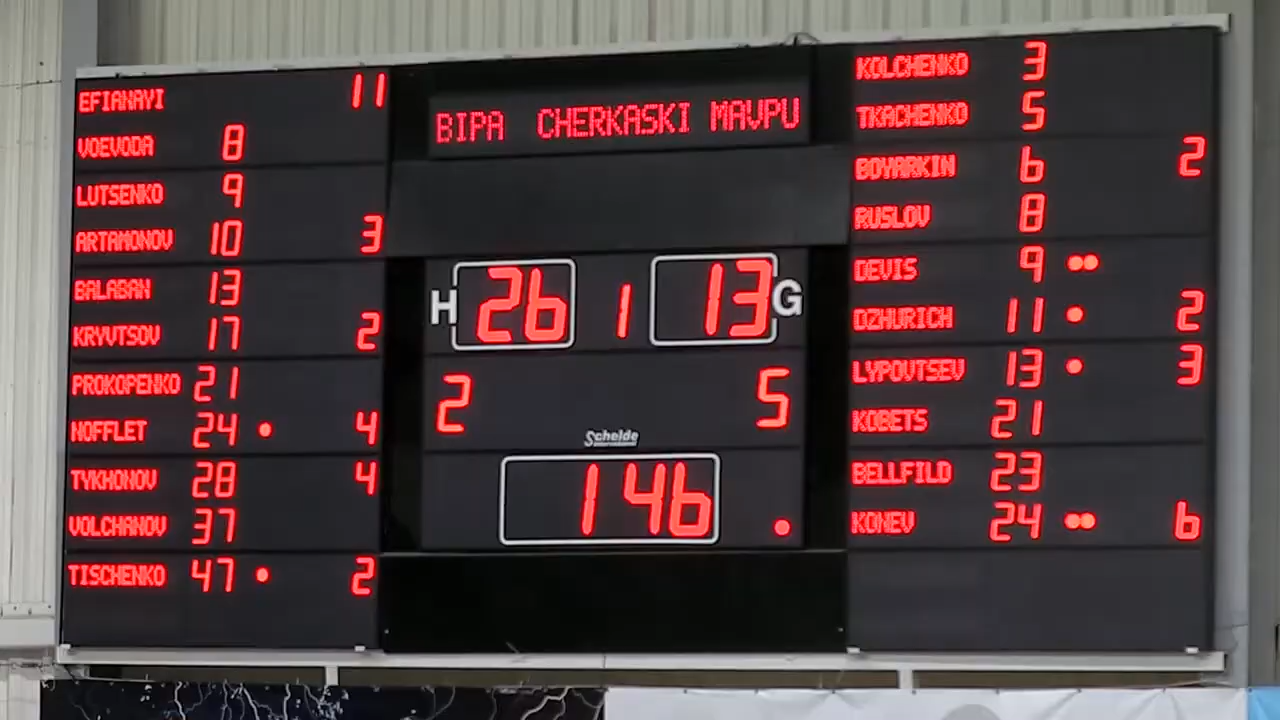 BIPA CHERKASKI MAVPU
EFIANAYI 11
VOEVODA 8
LUTSENKO 9
ARTAMONOV 10 3
BALABAN 13
KRYVTSOV 17 2
PROKOPENKO 21
NOFFLET 24 4
TYKHONOV 28 4
VOLCHANOV 37
TISCHENKO 47 2
H 26 1 13 G
2 5
Schelde
146
KOLCHENKO 3
TKACHENKO 5
BOYARKIN 6 2
RUSLOV 8
DEVIS 9
DZHURICH 11 2
LYPOVTSEV 13 3
KOBETS 21
BELLFILD 23
KONEV 24 6